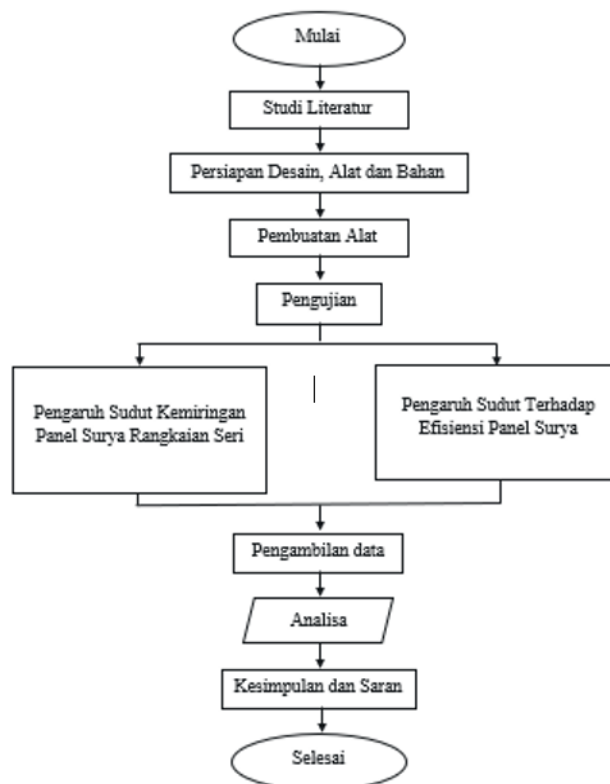 Mulai
Studi Literatur
Persiapan Desain, Alat dan Bahan
Pembuatan Alat
Pengujian
Pengaruh Sudut Kemiringan
Panel Surya Rangkaian Seri
Pengaruh Sudut Terhadap
Efisiensi Panel Surya
Pengambilan data
Analisa
Kesimpulan dan Saran
Selesai